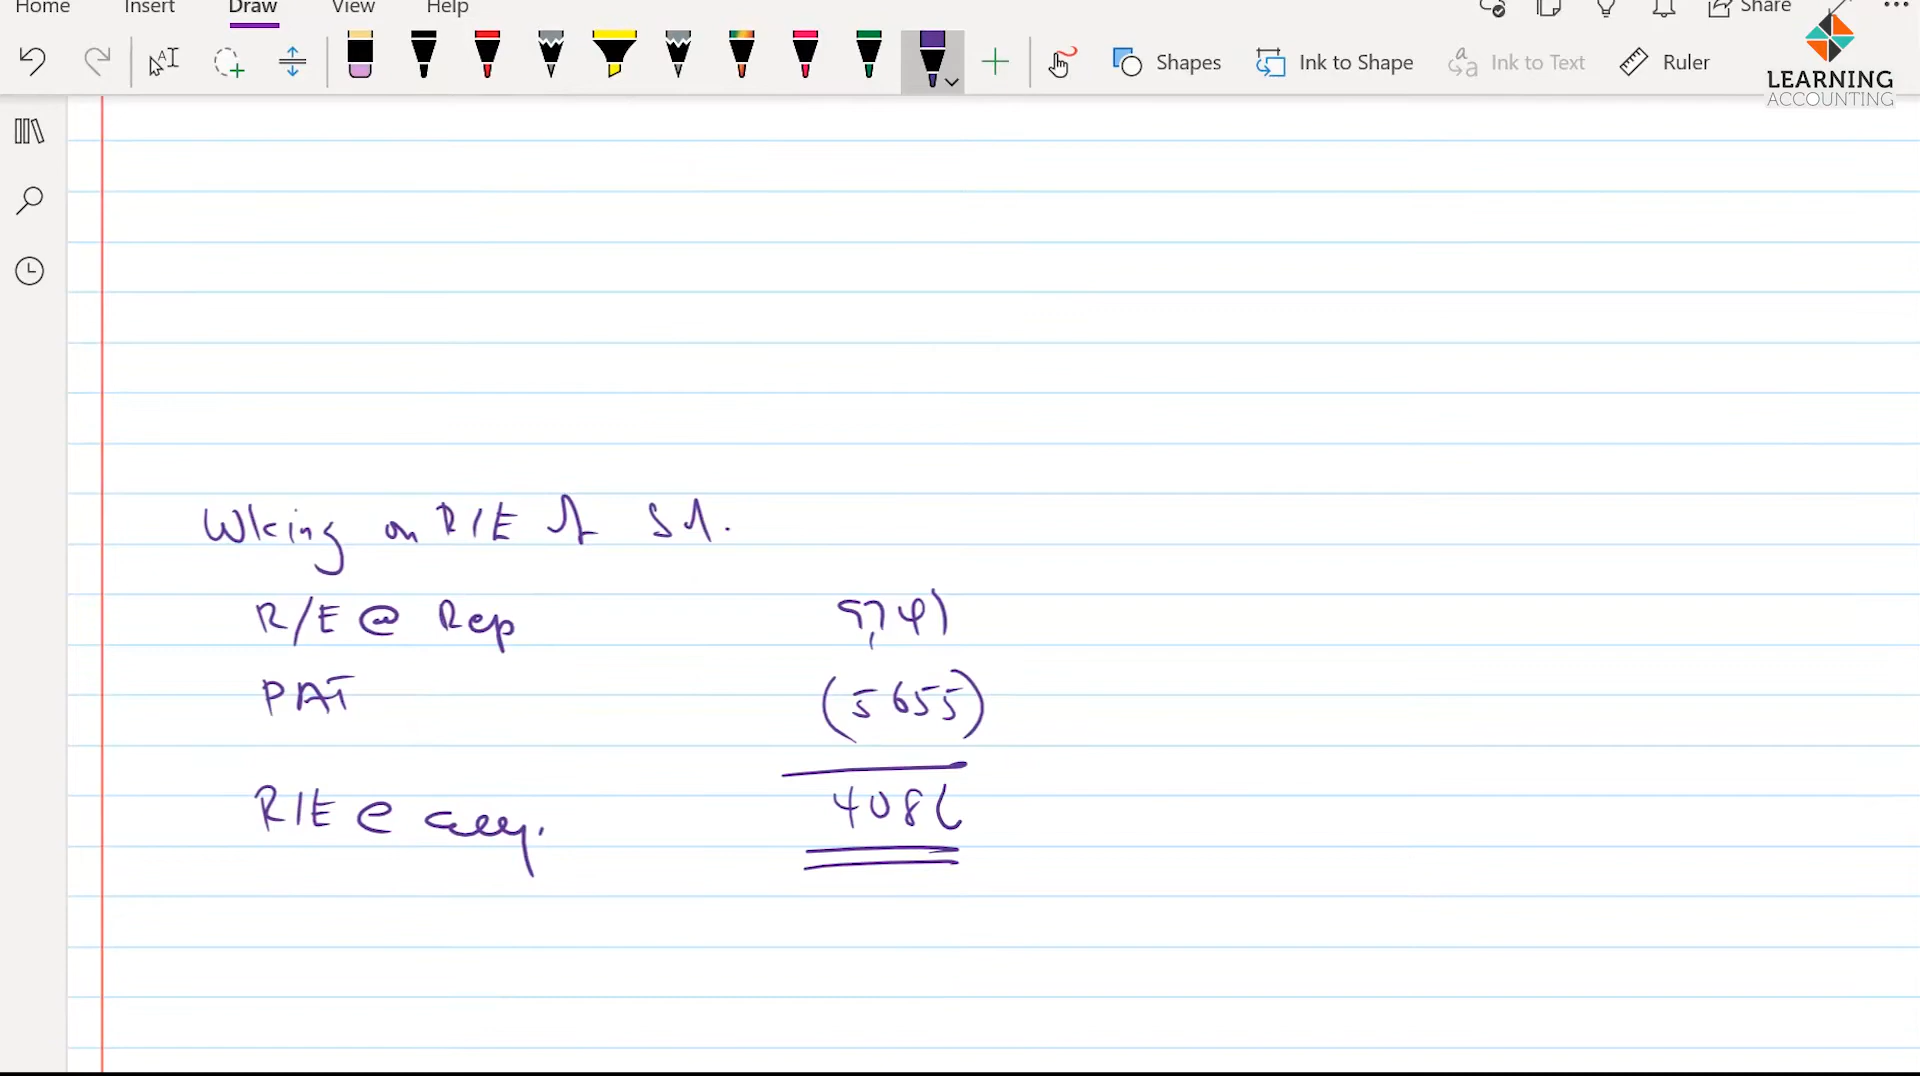 Home Insert Draw View Help Share
Shapes Ink to Shape Ink to Text Ruler
LEARNING
ACCOUNTING
Wking on R/E of SA.
R/E @ Rep 9,741
PAT (5655)
R/E @ acq. 4086